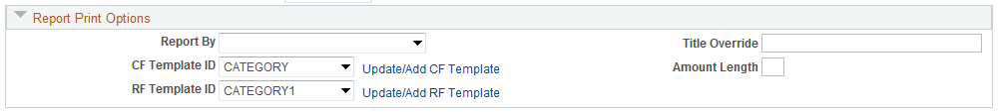 Report Print Options
Report By Title Override
CF Template ID CATEGORY Update/Add CF Template Amount Length
RF Template ID CATEGORY1 Update/Add RF Template